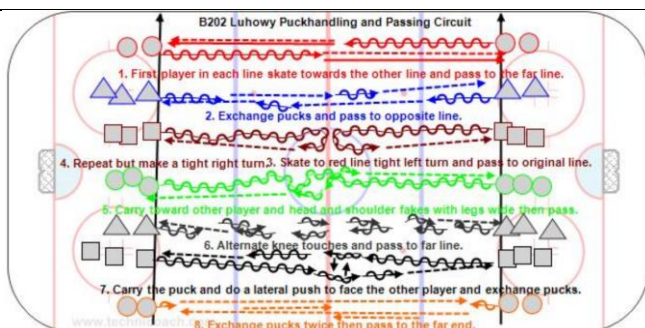 B202 Luhowy Puckhandling and Passing Circuit
1. First player in each line skate towards the other line and pass to the far line.
2. Exchange pucks and pass to opposite line.
4. Repeat but make a tight right turn.
3. Skate to red line tight left turn and pass to original line.
5. Carry toward other player and head and shoulder fakes with legs wide then pass.
6. Alternate knee touches and pass to far line.
7. Carry the puck and do a lateral push to face the other player and exchange pucks.
8. Exchange pucks twice then pass to the far end.